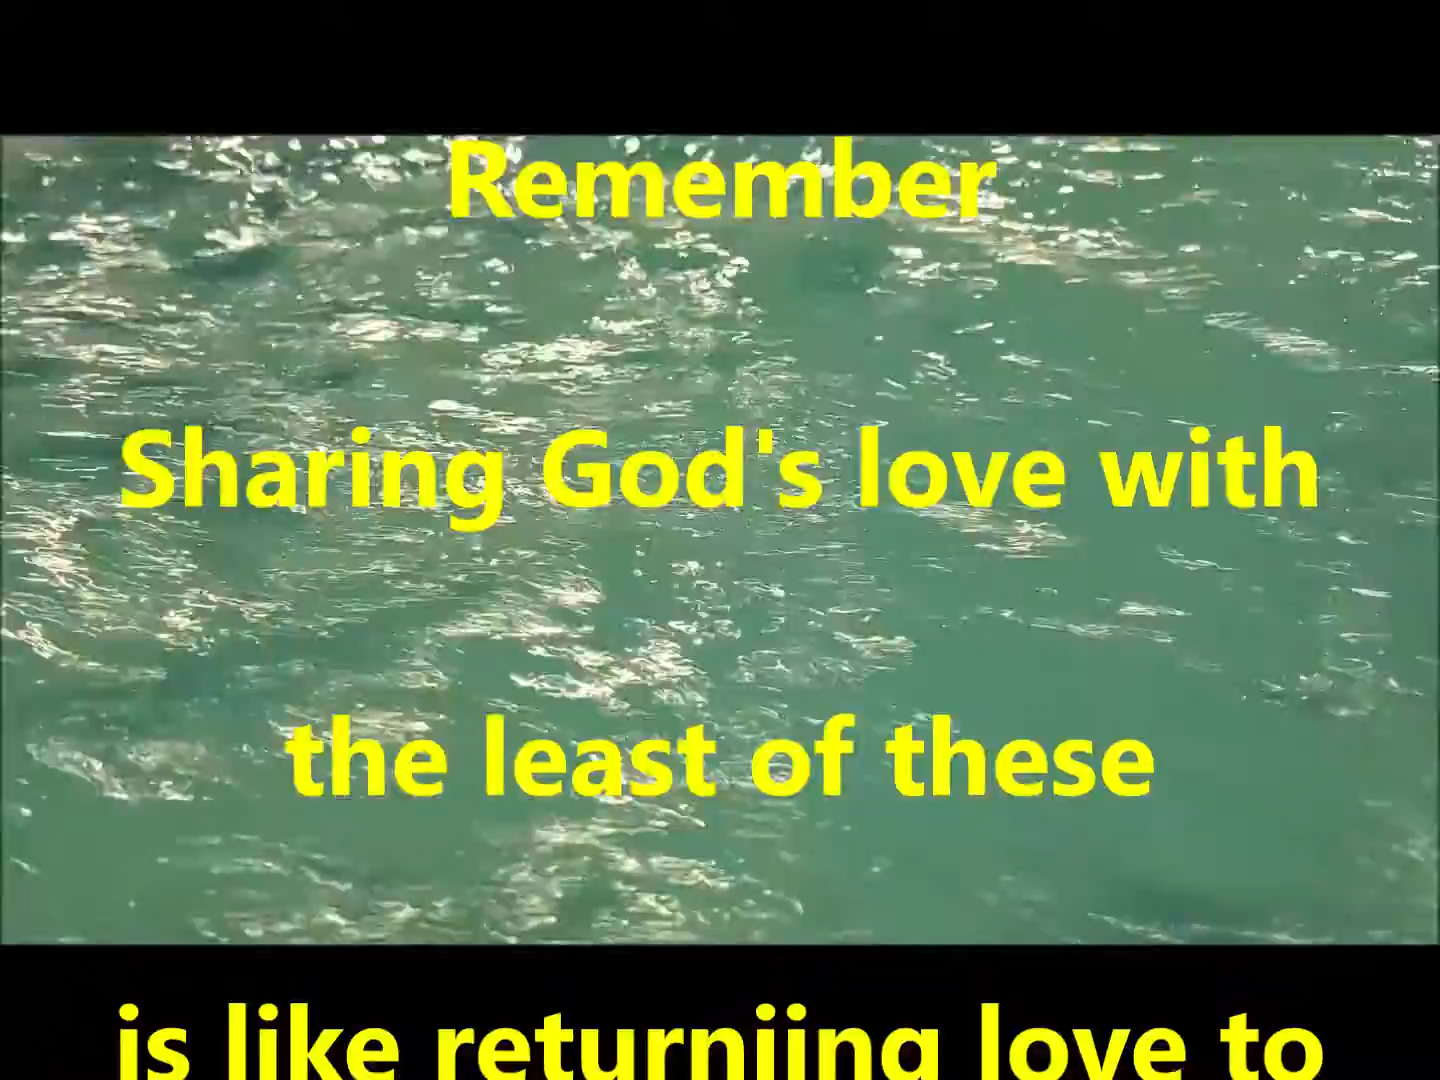 Remember
Sharing God's love with
the least of these
is like returniing love to